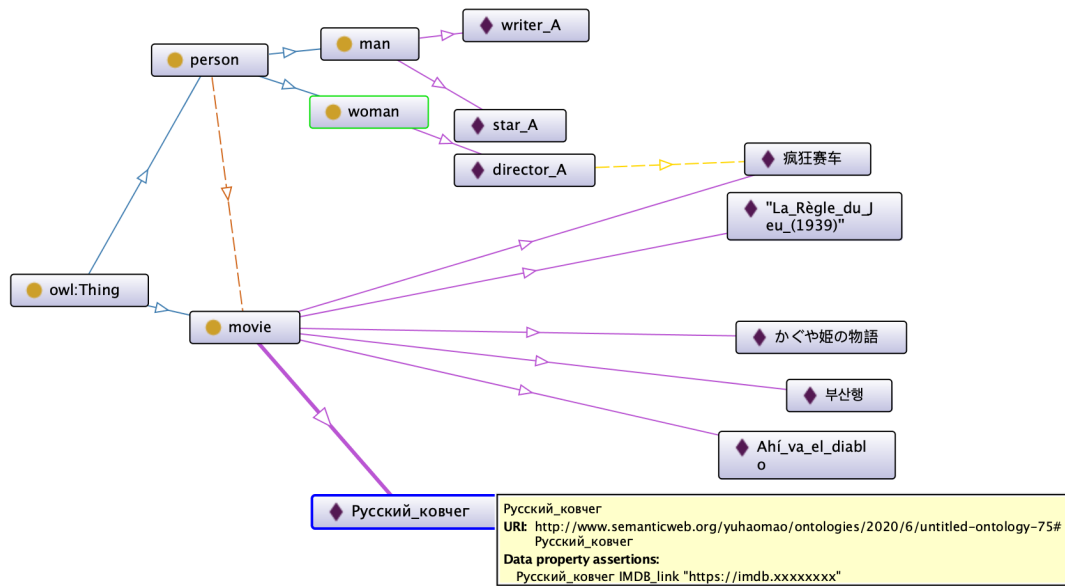 writer_A
man
person
woman
star_A
director_A
疯狂赛车
"La_Règle_du_J
eu_(1939)"
owl:Thing
movie
かぐや姫の物語
부산행
Ahí_va_el_diabl
o
Русский_ковчег
Русский_ковчег
URI: http://www.semanticweb.org/yuhaomao/ontologies/2020/6/untitled-ontology-75#
Русский_ковчег
Data property assertions:
Русский_ковчег IMDB_link "https://imdb.xxxxxxxx"